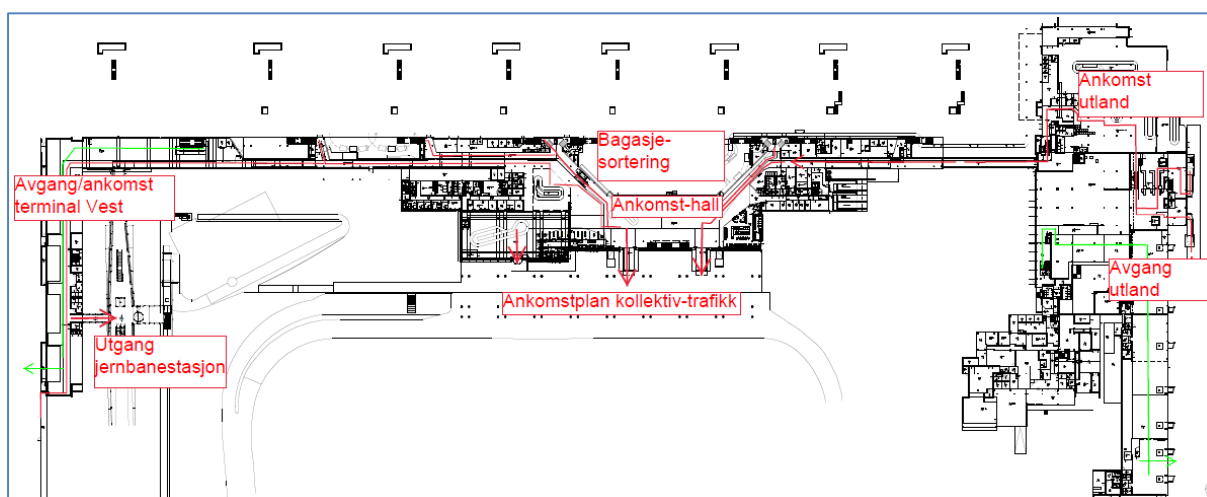 Ankomst
utland
Bagasje-
sortering
Avgang/ankomst
terminal Vest
Ankomst-hall
Avgang
utland
Ankomstplan kollektiv-trafikk
Utgang
jernbanestasjon